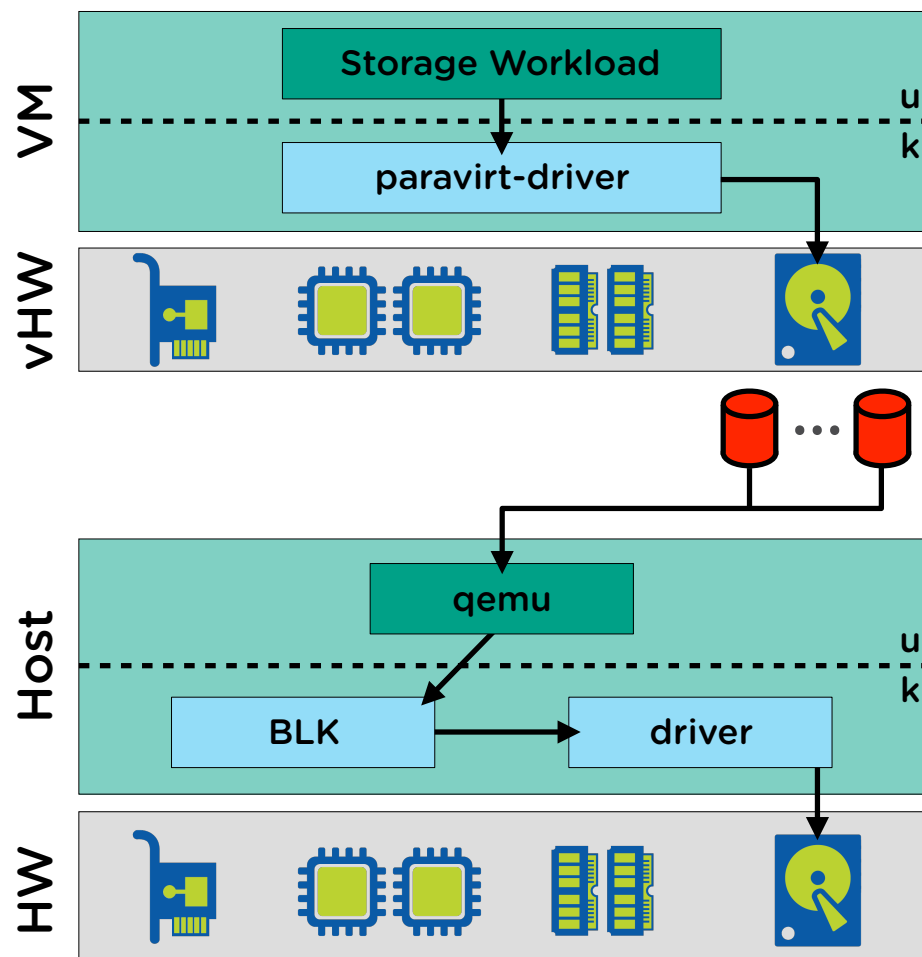 VM
Storage Workload
u
k
paravirt-driver
vHW
Host
qemu
u
k
BLK
driver
HW